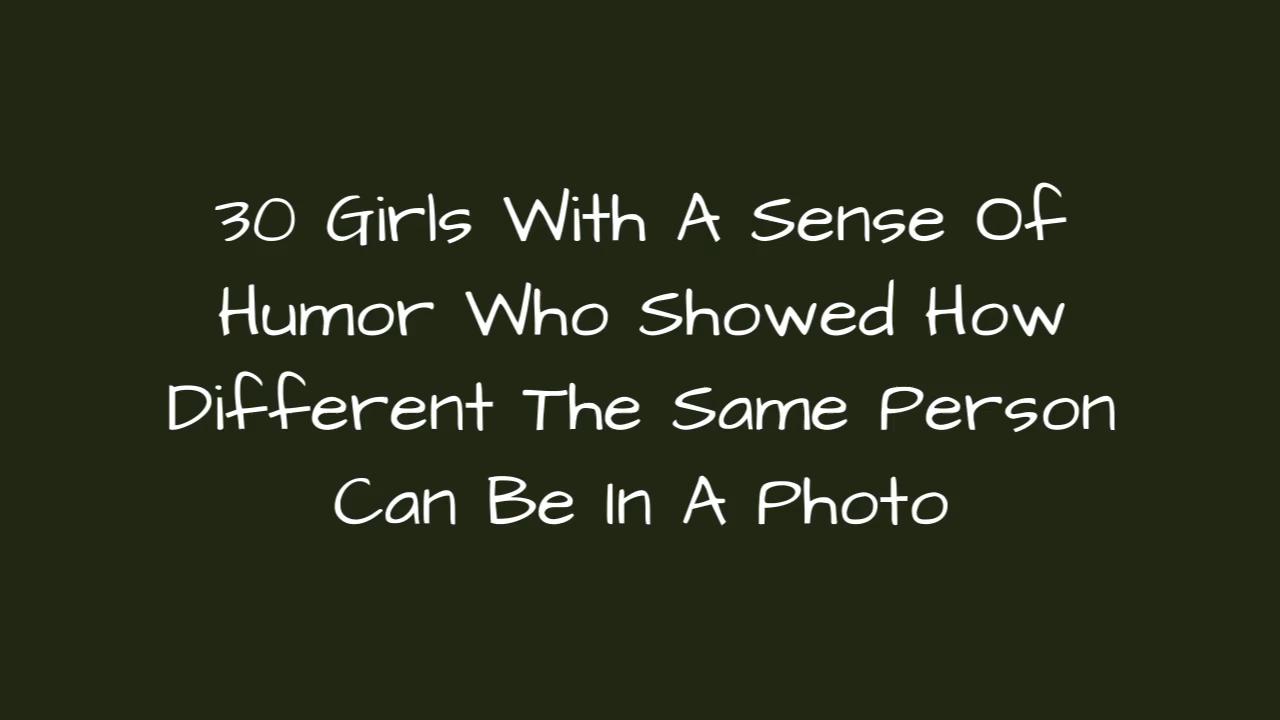 30 Girls With A Sense Of
Humor Who Showed How
Different The Same Person
Can Be In A Photo